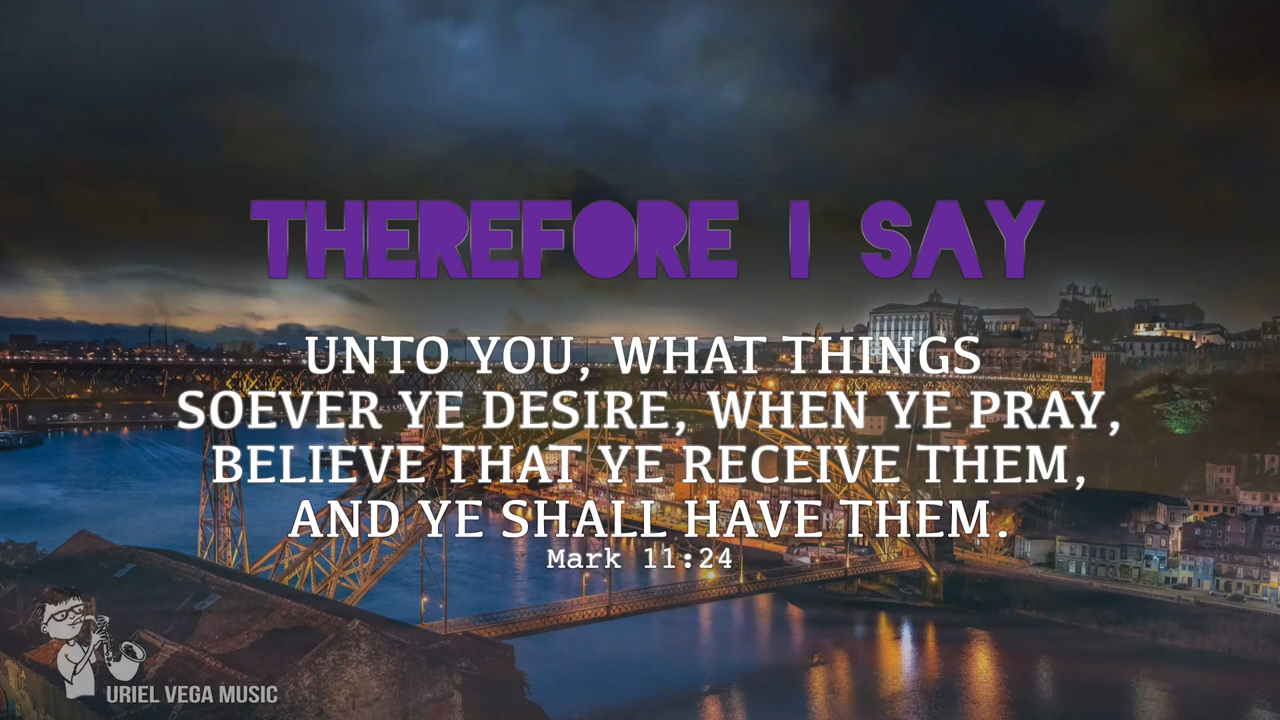 THEREFORE I SAY
UNTO YOU, WHAT THINGS
SOEVER YE DESIRE, WHEN YE PRAY,
BELIEVE THAT YE RECEIVE THEM,
AND YE SHALL HAVE THEM.
Mark 11:24
URIEL VEGA MUSIC